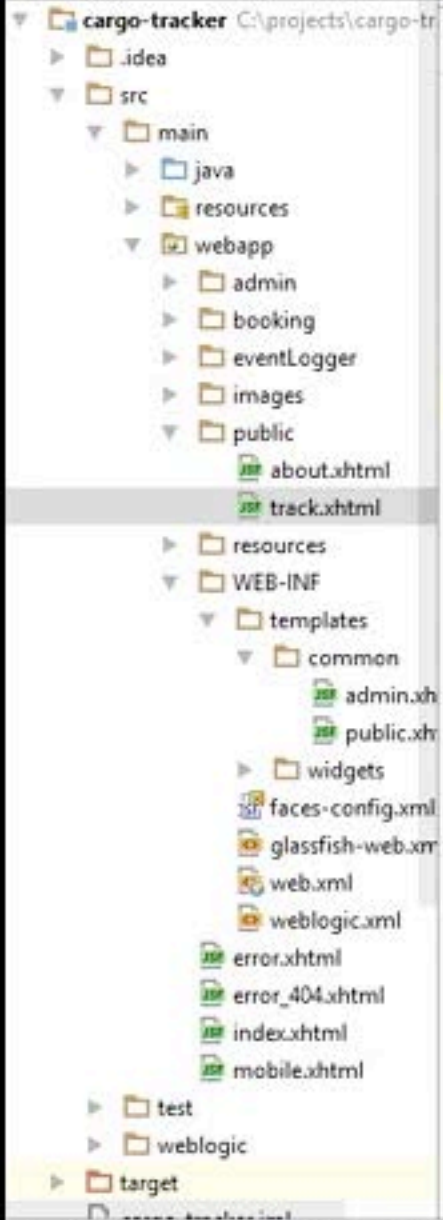 cargo-tracker C:\projects\cargo-tr
.idea
src
main
java
resources
webapp
admin
booking
eventLogger
images
public
about.xhtml
track.xhtml
resources
WEB-INF
templates
common
admin.xh
public.xh
widgets
faces-config.xml
glassfish-web.xm
web.xml
weblogic.xml
error.xhtml
error_404.xhtml
index.xhtml
mobile.xhtml
test
weblogic
target